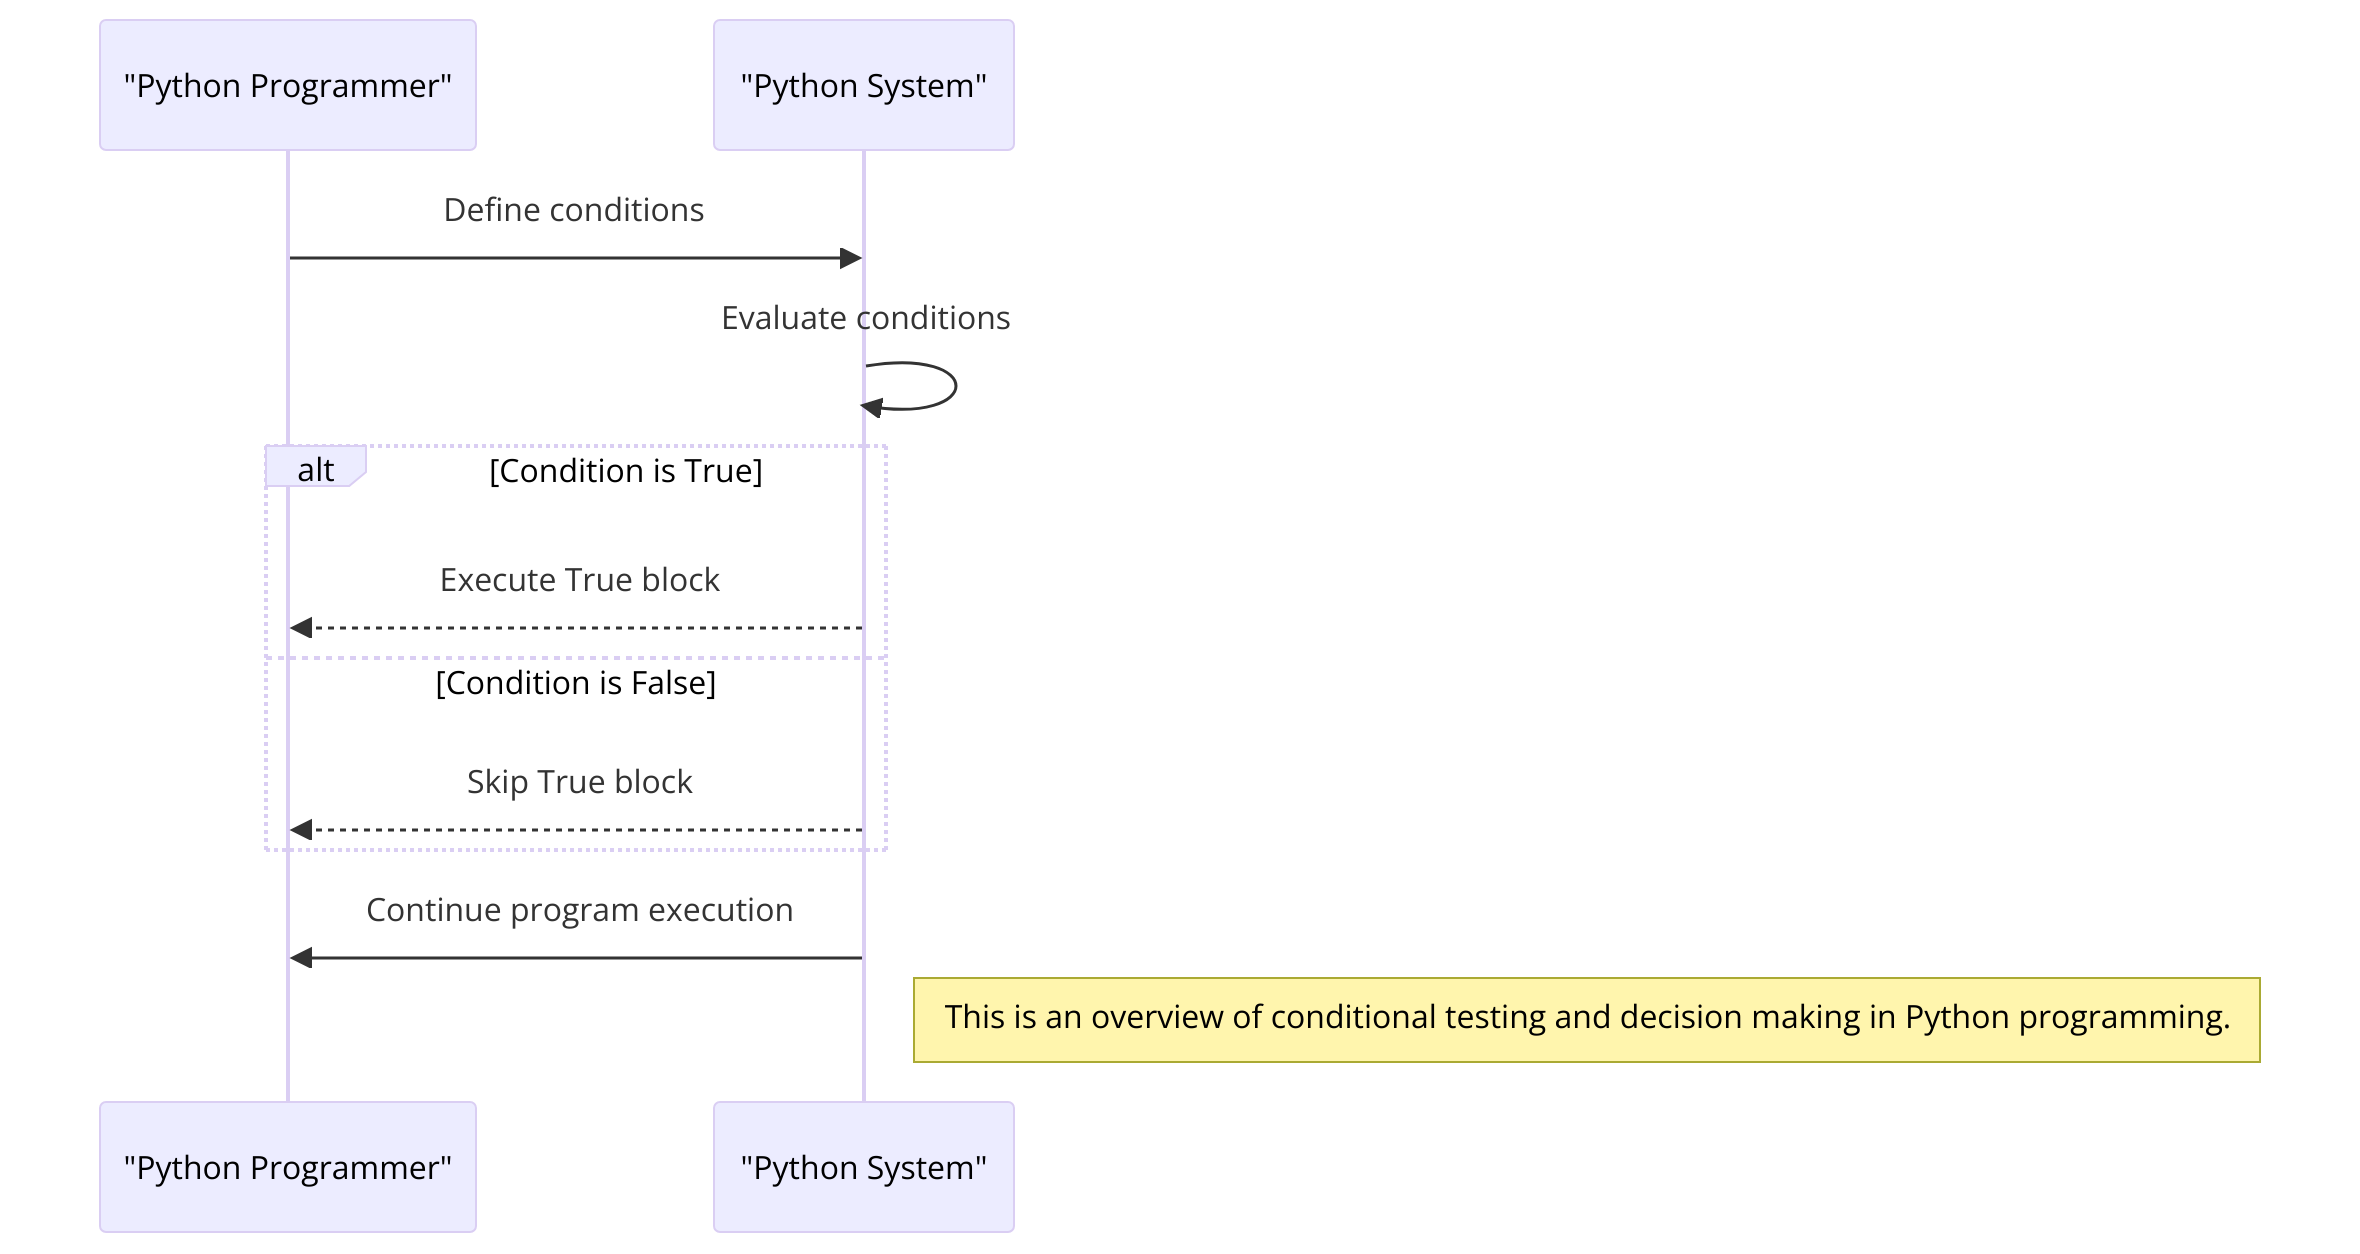 "Python Programmer"
"Python System"
Define conditions
Evaluate conditions
alt
[Condition is True]
Execute True block
[Condition is False]
Skip True block
Continue program execution
This is an overview of conditional testing and decision making in Python programming.
"Python Programmer"
"Python System"